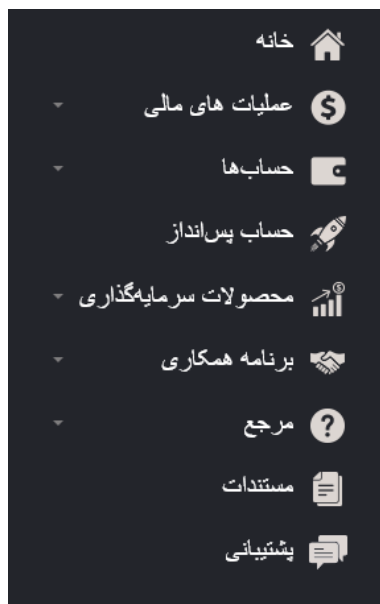 خانه
عملیات های مالی
حساب‌ها
حساب پس‌انداز
محصولات سرمایه‌گذاری
برنامه همکاری
مرجع
مستندات
پشتیبانی